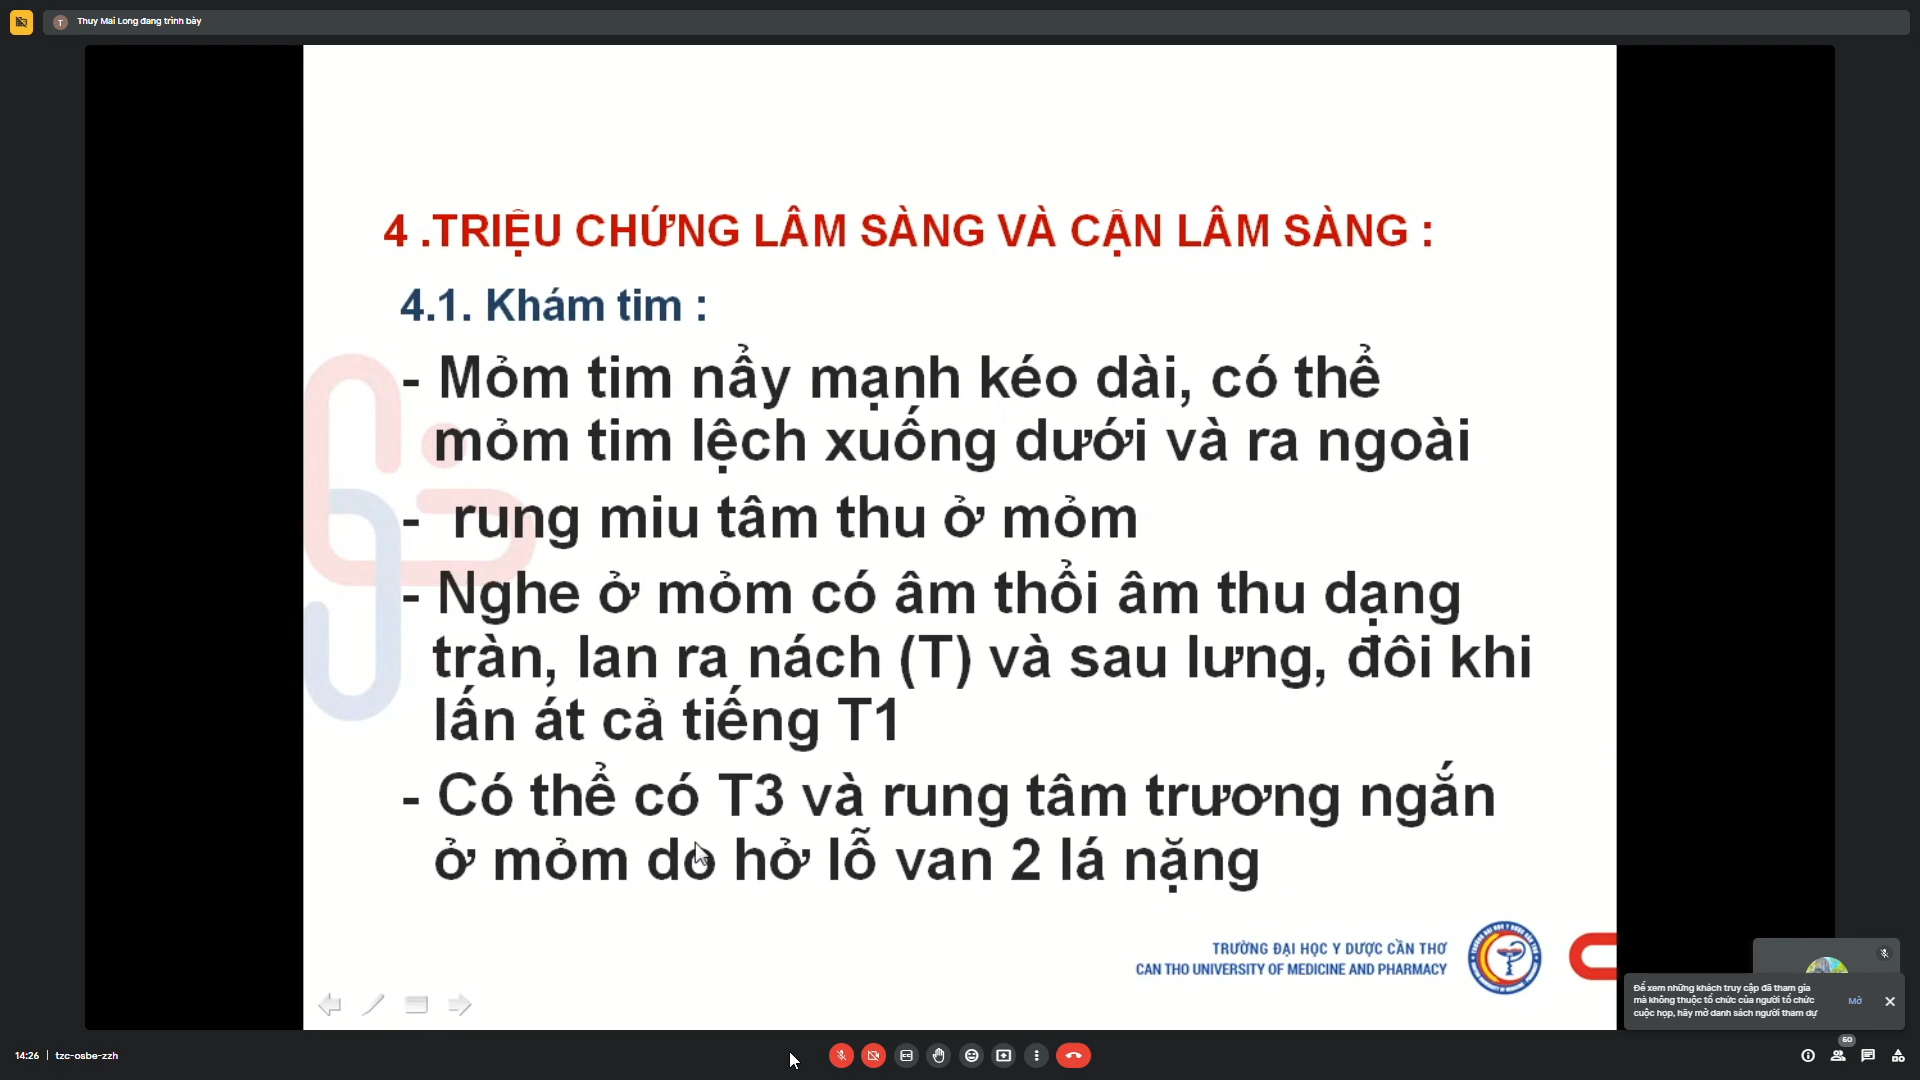 T Thuy Mai Long đang trình bày
4 .TRIỆU CHỨNG LÂM SÀNG VÀ CẬN LÂM SÀNG :
4.1. Khám tim :
- Mỏm tim nẩy mạnh kéo dài, có thể
mỏm tim lệch xuống dưới và ra ngoài
- rung miu tâm thu ở mỏm
- Nghe ở mỏm có âm thổi âm thu dạng
tràn, lan ra nách (T) và sau lưng, đôi khi
lấn át cả tiếng T1
- Có thể có T3 và rung tâm trương ngắn
ở mỏm do hở lỗ van 2 lá nặng
TRƯỜNG ĐẠI HỌC Y DƯỢC CẦN THƠ
CAN THO UNIVERSITY OF MEDICINE AND PHARMACY
Để xem những khách truy cập đã tham gia
mà không thuộc tổ chức của người tổ chức
cuộc họp, hãy mở danh sách người tham dự
Mở
14:26 | tzc-osbe-zzh
60